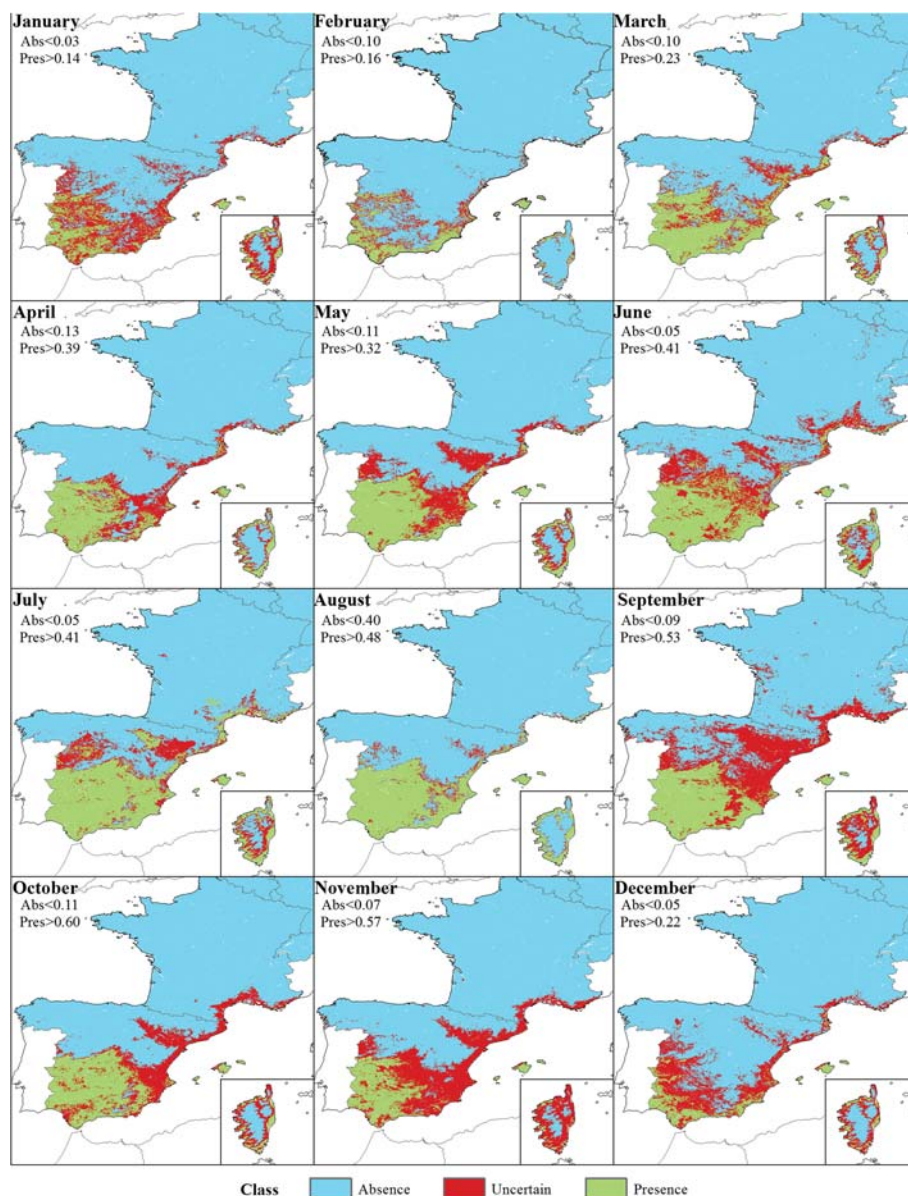 January
Abs<0.03
Pres>0.14
February
Abs<0.10
Pres>0.16
March
Abs<0.10
Pres>0.23
April
Abs<0.13
Pres>0.39
May
Abs<0.11
Pres>0.32
June
Abs<0.05
Pres>0.41
July
Abs<0.05
Pres>0.41
August
Abs<0.40
Pres>0.48
September
Abs<0.09
Pres>0.53
October
Abs<0.11
Pres>0.60
November
Abs<0.07
Pres>0.57
December
Abs<0.05
Pres>0.22
Class Absence Uncertain Presence